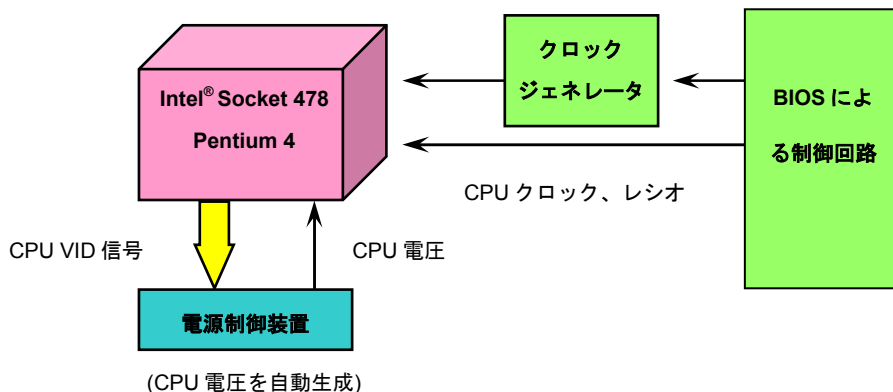 クロック
ジェネレータ
Intel® Socket 478
Pentium 4
BIOS によ
る制御回路
CPU クロック、レシオ
CPU VID 信号
CPU 電圧
電源制御装置
(CPU 電圧を自動生成)